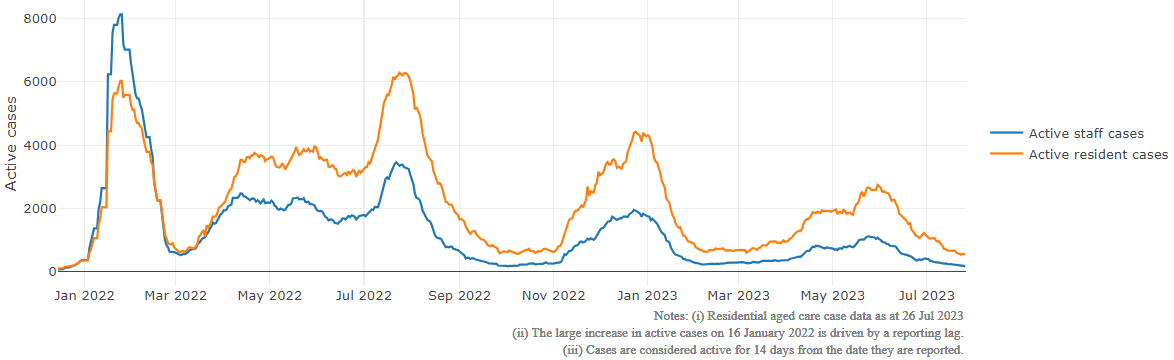 8000
6000
4000
2000
0
Active cases
Jan 2022
Mar 2022
May 2022
Jul 2022
Sep 2022
Nov 2022
Jan 2023
Mar 2023
May 2023
Jul 2023
Active staff cases
Active resident cases
Notes: (i) Residential aged care case data as at 26 Jul 2023
(ii) The large increase in active cases on 16 January 2022 is driven by a reporting lag.
(iii) Cases are considered active for 14 days from the date they are reported.